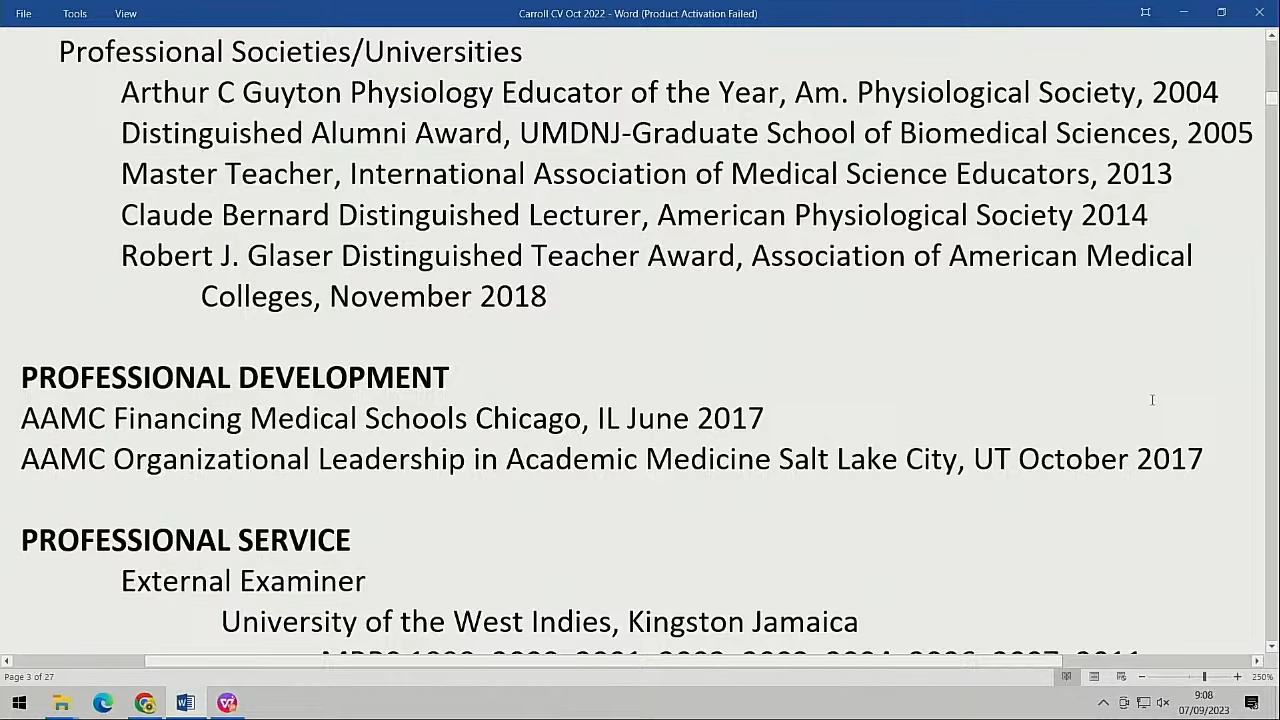 File Tools View Carroll CV Oct 2022 - Word (Product Activation Failed)
Professional Societies/Universities
Arthur C Guyton Physiology Educator of the Year, Am. Physiological Society, 2004
Distinguished Alumni Award, UMDNJ-Graduate School of Biomedical Sciences, 2005
Master Teacher, International Association of Medical Science Educators, 2013
Claude Bernard Distinguished Lecturer, American Physiological Society 2014
Robert J. Glaser Distinguished Teacher Award, Association of American Medical
Colleges, November 2018
PROFESSIONAL DEVELOPMENT
AAMC Financing Medical Schools Chicago, IL June 2017
AAMC Organizational Leadership in Academic Medicine Salt Lake City, UT October 2017
PROFESSIONAL SERVICE
External Examiner
University of the West Indies, Kingston Jamaica
Page 3 of 27 250%
9:08
07/09/2023